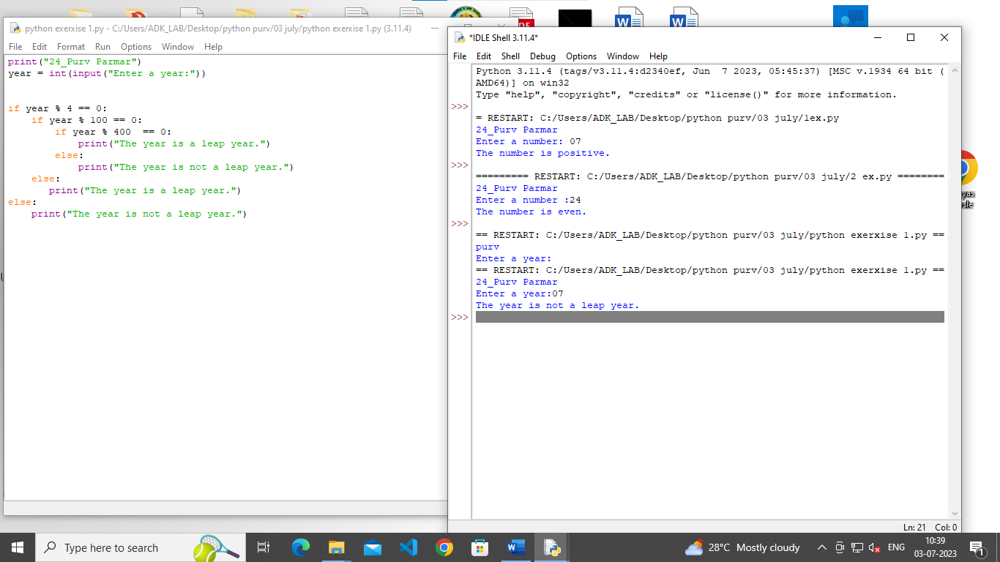 python exerxise 1.py - C:/Users/ADK_LAB/Desktop/python purv/03 july/python exerxise 1.py (3.11.4)
File Edit Format Run Options Window Help
print("24_Purv Parmar")
year = int(input("Enter a year:"))
if year % 4 == 0:
    if year % 100 == 0:
        if year % 400  == 0:
            print("The year is a leap year.")
        else:
            print("The year is not a leap year.")
    else:
       print("The year is a leap year.")
else:
    print("The year is not a leap year.")
*IDLE Shell 3.11.4*
File Edit Shell Debug Options Window Help
Python 3.11.4 (tags/v3.11.4:d2340ef, Jun  7 2023, 05:45:37) [MSC v.1934 64 bit (
AMD64)] on win32
Type "help", "copyright", "credits" or "license()" for more information.
>>>
= RESTART: C:/Users/ADK_LAB/Desktop/python purv/03 july/1ex.py
24_Purv Parmar
Enter a number: 07
The number is positive.
>>>
========= RESTART: C:/Users/ADK_LAB/Desktop/python purv/03 july/2 ex.py ========
24_Purv Parmar
Enter a number :24
The number is even.
>>>
== RESTART: C:/Users/ADK_LAB/Desktop/python purv/03 july/python exerxise 1.py ==
purv
Enter a year:
== RESTART: C:/Users/ADK_LAB/Desktop/python purv/03 july/python exerxise 1.py ==
24_Purv Parmar
Enter a year:07
The year is not a leap year.
>>>
Ln: 21 Col: 0
Type here to search
28°C Mostly cloudy
ENG
10:39
03-07-2023
1